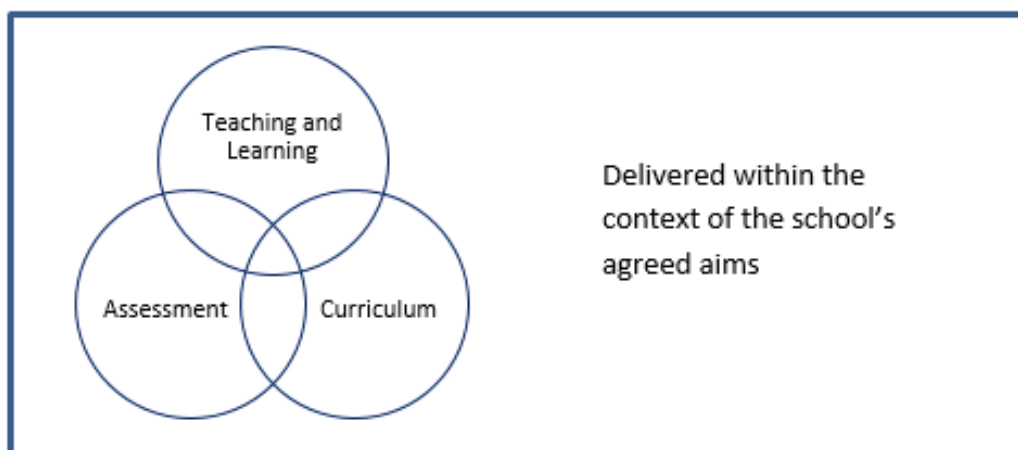 Teaching and
Learning
Assessment
Curriculum
Delivered within the
context of the school's
agreed aims